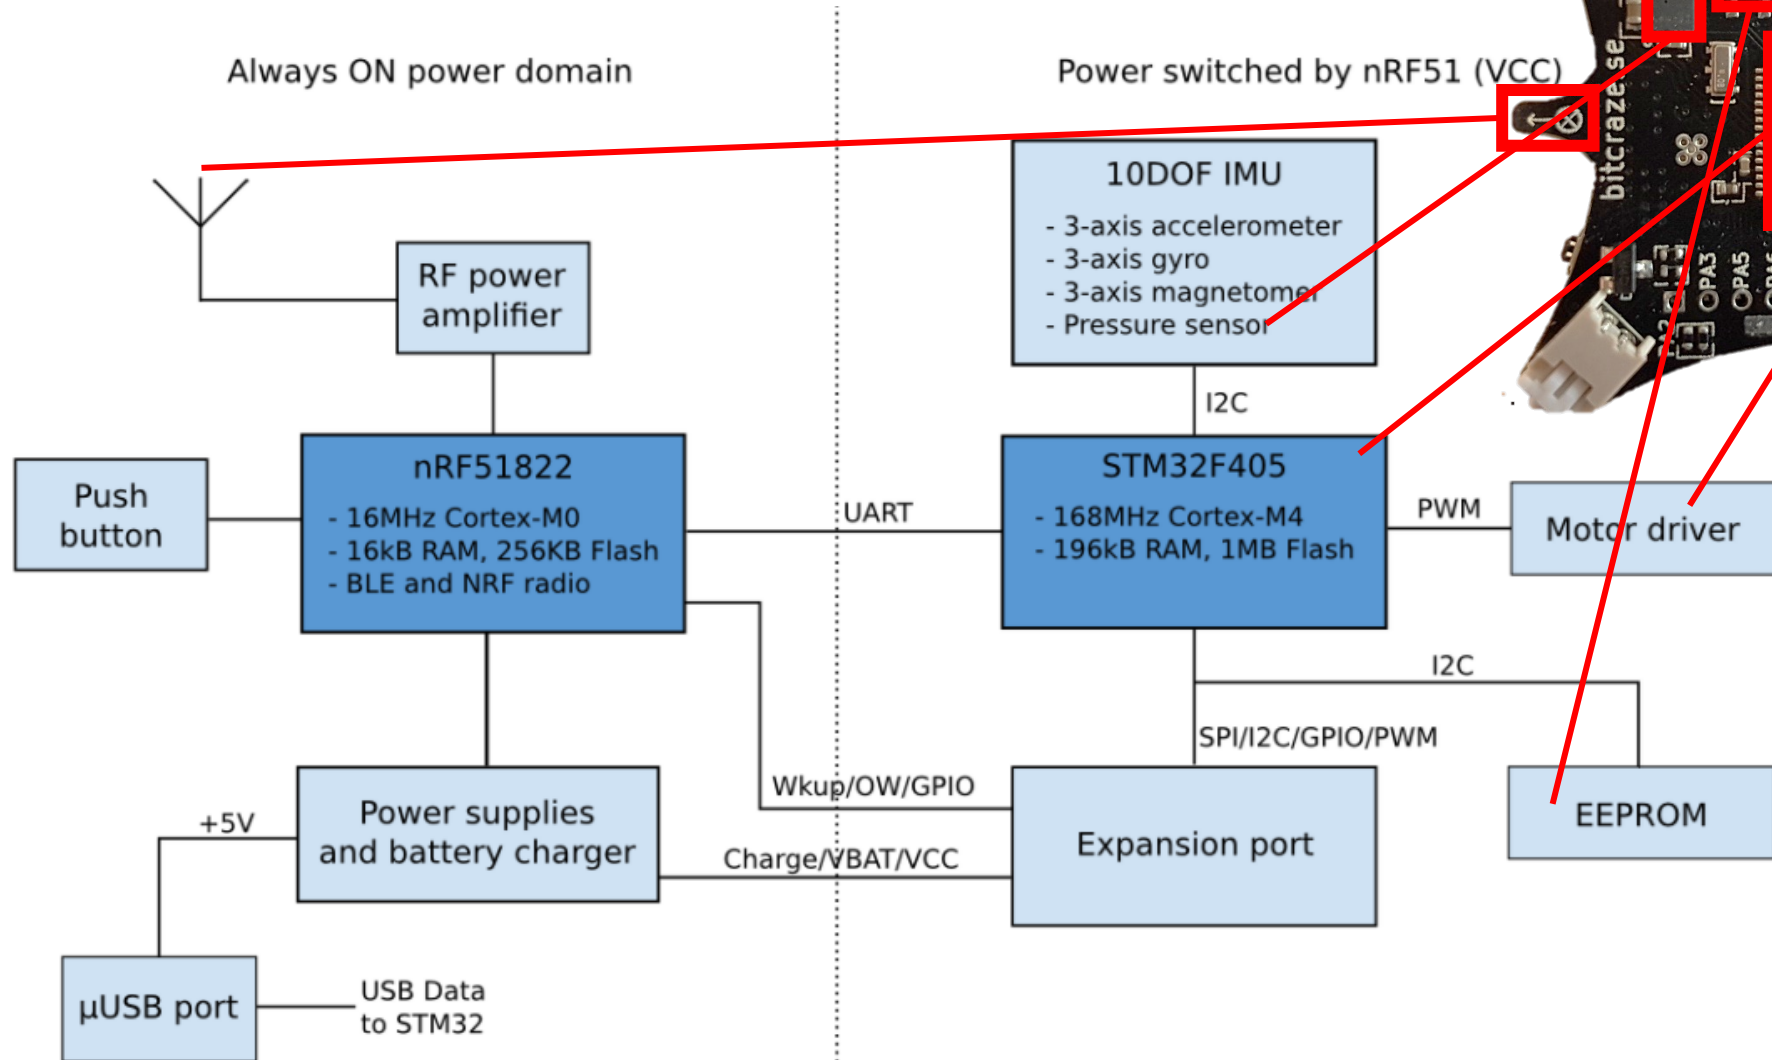 Always ON power domain
Power switched by nRF51 (VCC)
bitcraze.se
10DOF IMU
- 3-axis accelerometer
- 3-axis gyro
- 3-axis magnetometer
- Pressure sensor
PA3
PA5
RF power
amplifier
I2C
Push
button
nRF51822
- 16MHz Cortex-M0
- 16kB RAM, 256KB Flash
- BLE and NRF radio
UART
STM32F405
- 168MHz Cortex-M4
- 196kB RAM, 1MB Flash
PWM
Motor driver
I2C
SPI/I2C/GPIO/PWM
Wkup/OW/GPIO
Power supplies
and battery charger
+5V
Charge/VBAT/VCC
Expansion port
EEPROM
µUSB port
USB Data
to STM32